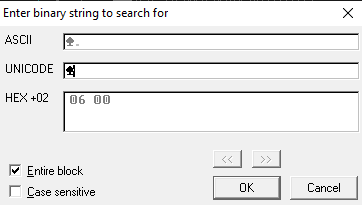 Enter binary string to search for
ASCII
♠.
UNICODE
♠
HEX +02
06 00
<< >>
Entire block
Case sensitive
OK
Cancel